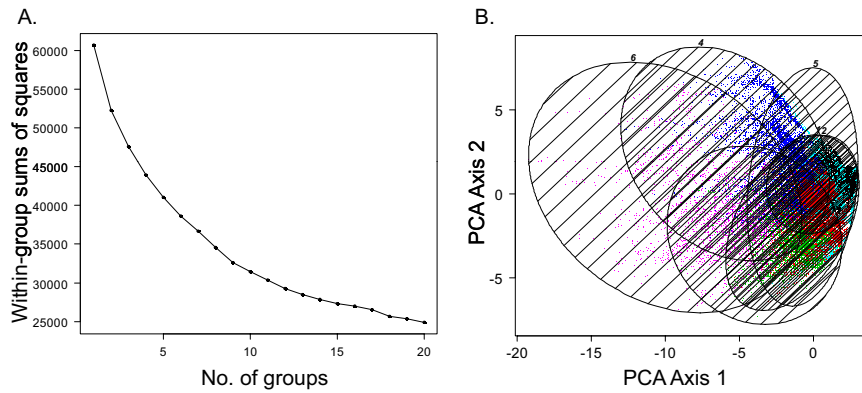 A.
Within-group sums of squares
60000
55000
50000
45000
40000
35000
30000
25000
5 10 15 20
No. of groups
B.
PCA Axis 2
5
0
-5
6 4 5
-20 -15 -10 -5 0
PCA Axis 1